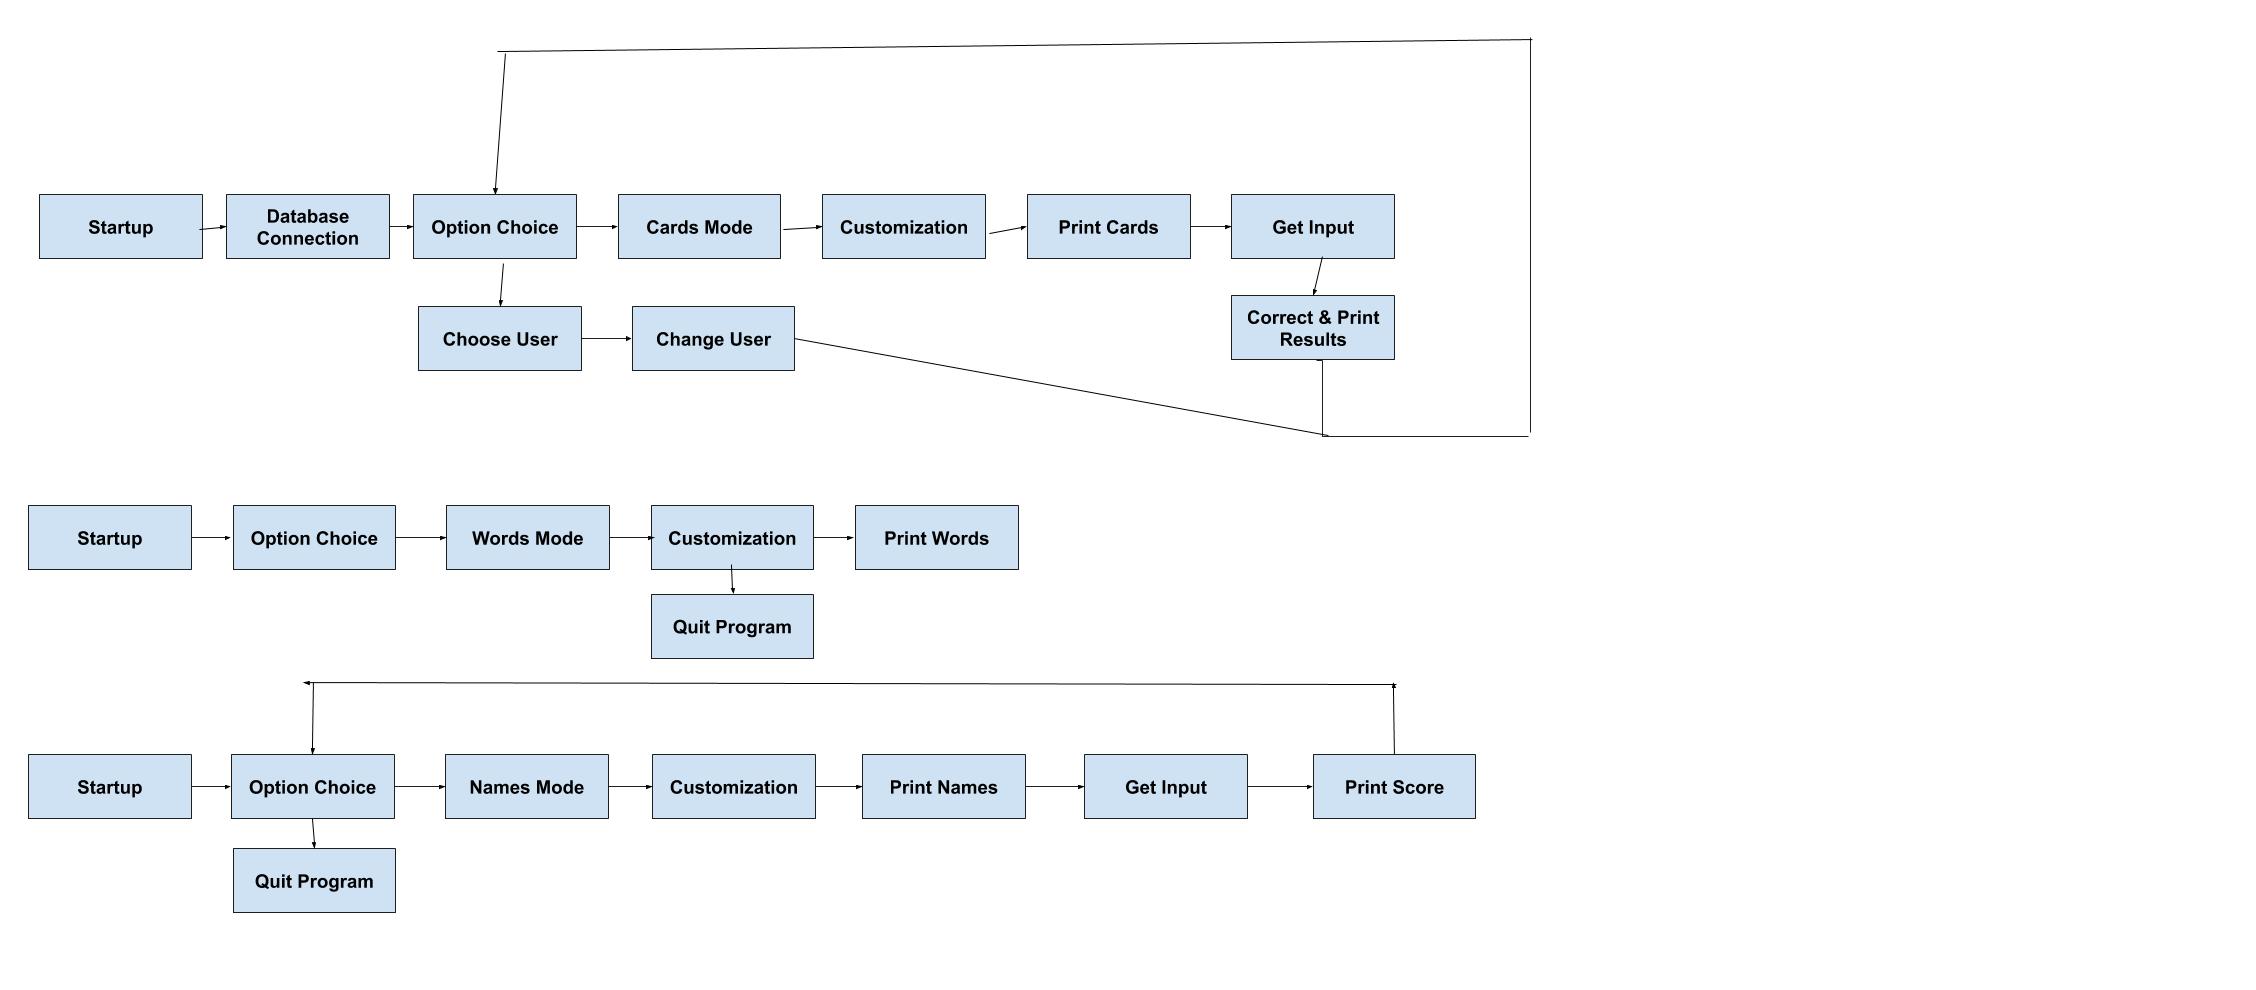 Startup
Database
Connection
Option Choice
Cards Mode
Customization
Print Cards
Get Input
Choose User
Change User
Correct & Print
Results
Startup
Option Choice
Words Mode
Customization
Print Words
Quit Program
Startup
Option Choice
Names Mode
Customization
Print Names
Get Input
Print Score
Quit Program